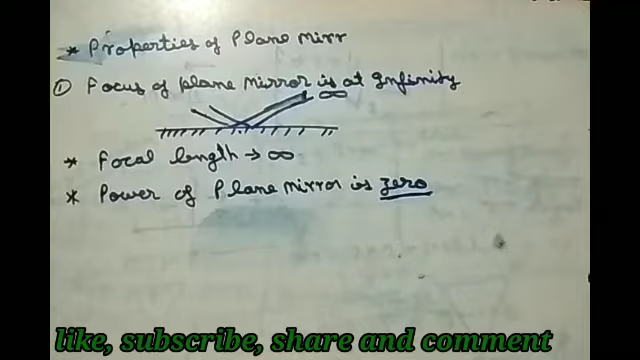 * Properties of Plane Mirr
① Focus of plane mirror is at Infinity
∞
* Focal length → ∞
* Power of Plane mirror is zero
like, subscribe, share and comment